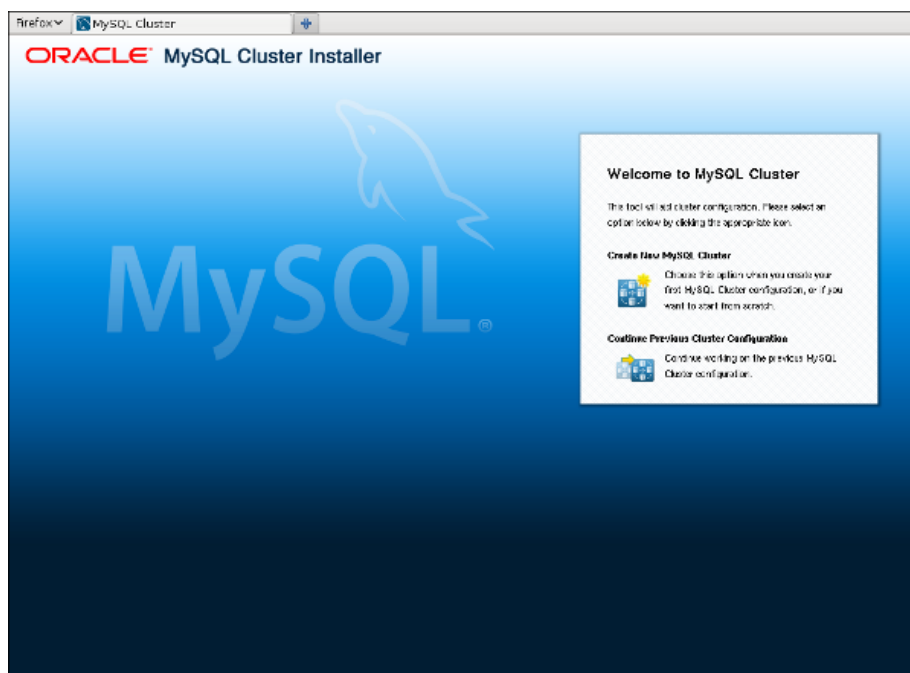 Firefox
MySQL Cluster
ORACLE® MySQL Cluster Installer
MySQL®
Welcome to MySQL Cluster
This tool will aid cluster configuration. Please select an
option below by clicking the appropriate icon.
Create New MySQL Cluster
Choose this option when you create your
first MySQL Cluster configuration, or if you
want to start from scratch.
Continue Previous Cluster Configuration
Continue working on the previous MySQL
Cluster configuration.